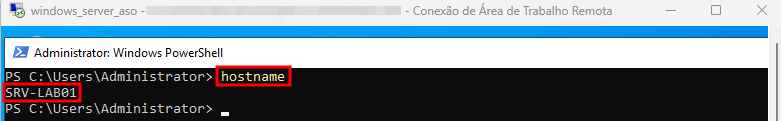 windows_server_aso - - Conexão de Área de Trabalho Remota
Administrator: Windows PowerShell
PS C:\Users\Administrator> hostname
SRV-LAB01
PS C:\Users\Administrator>